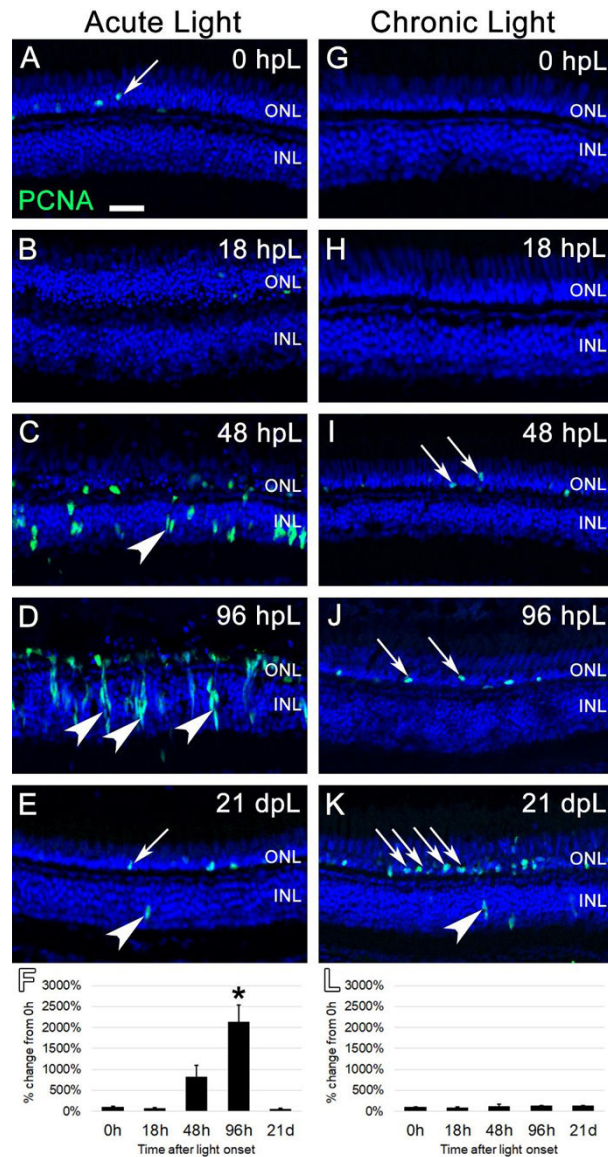 Acute Light
Chronic Light
A
0 hpL
ONL
INL
PCNA
G
0 hpL
ONL
INL
B
18 hpL
ONL
INL
H
18 hpL
ONL
INL
C
48 hpL
ONL
INL
I
48 hpL
ONL
INL
D
96 hpL
ONL
INL
J
96 hpL
ONL
INL
E
21 dpL
ONL
INL
K
21 dpL
ONL
INL
F
% change from 0h
3000%
2500%
2000%
1500%
1000%
500%
0%
*
0h 18h 48h 96h 21d
Time after light onset
L
% change from 0h
3000%
2500%
2000%
1500%
1000%
500%
0%
0h 18h 48h 96h 21d
Time after light onset